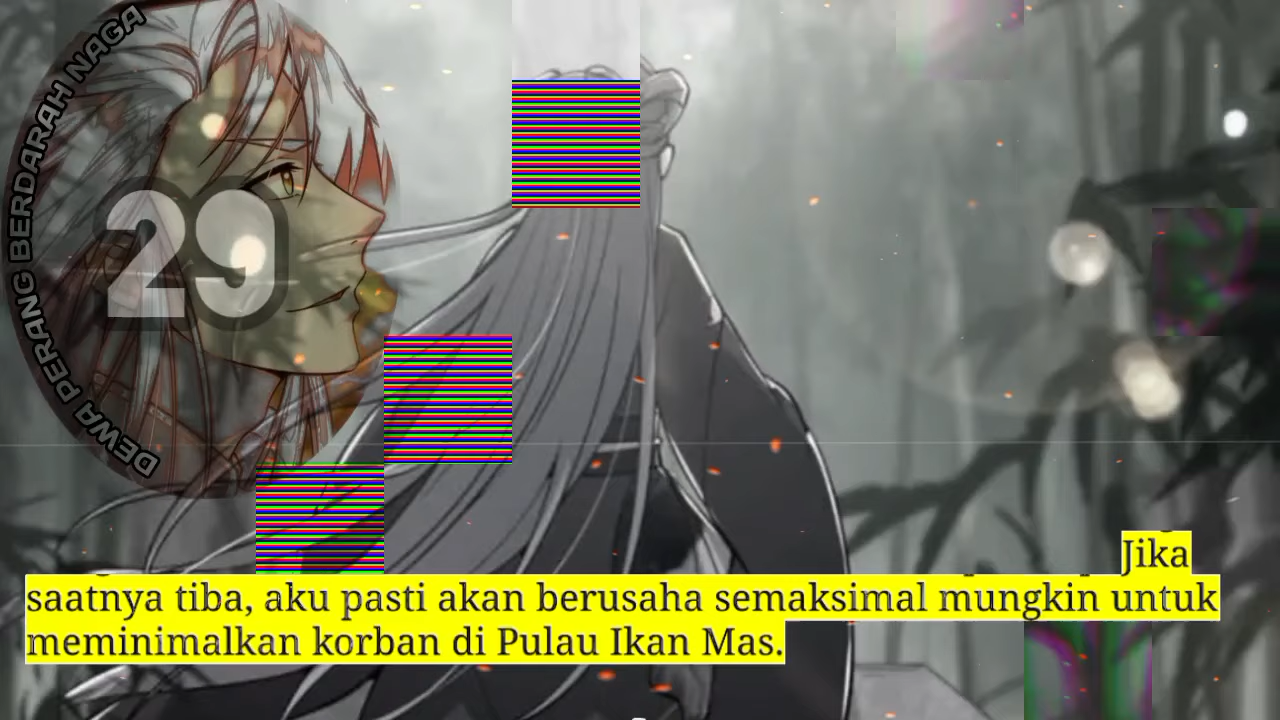 DEWA PERANG BERDARAH NAGA
29
Jika
saatnya tiba, aku pasti akan berusaha semaksimal mungkin untuk
meminimalkan korban di Pulau Ikan Mas.